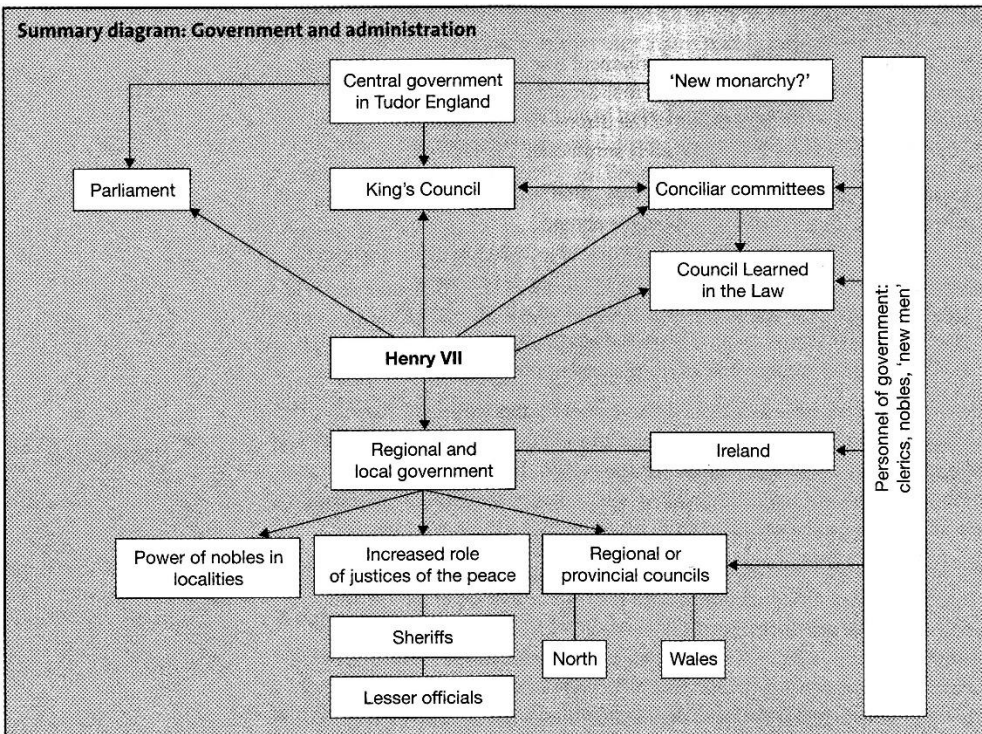 Summary diagram: Government and administration
Central government
in Tudor England
'New monarchy?'
Parliament
King's Council
Conciliar committees
Council Learned
in the Law
Henry VII
Regional and
local government
Ireland
Power of nobles in
localities
Increased role
of justices of the peace
Regional or
provincial councils
Sheriffs
North
Wales
Lesser officials
Personnel of government:
clerics, nobles, 'new men'